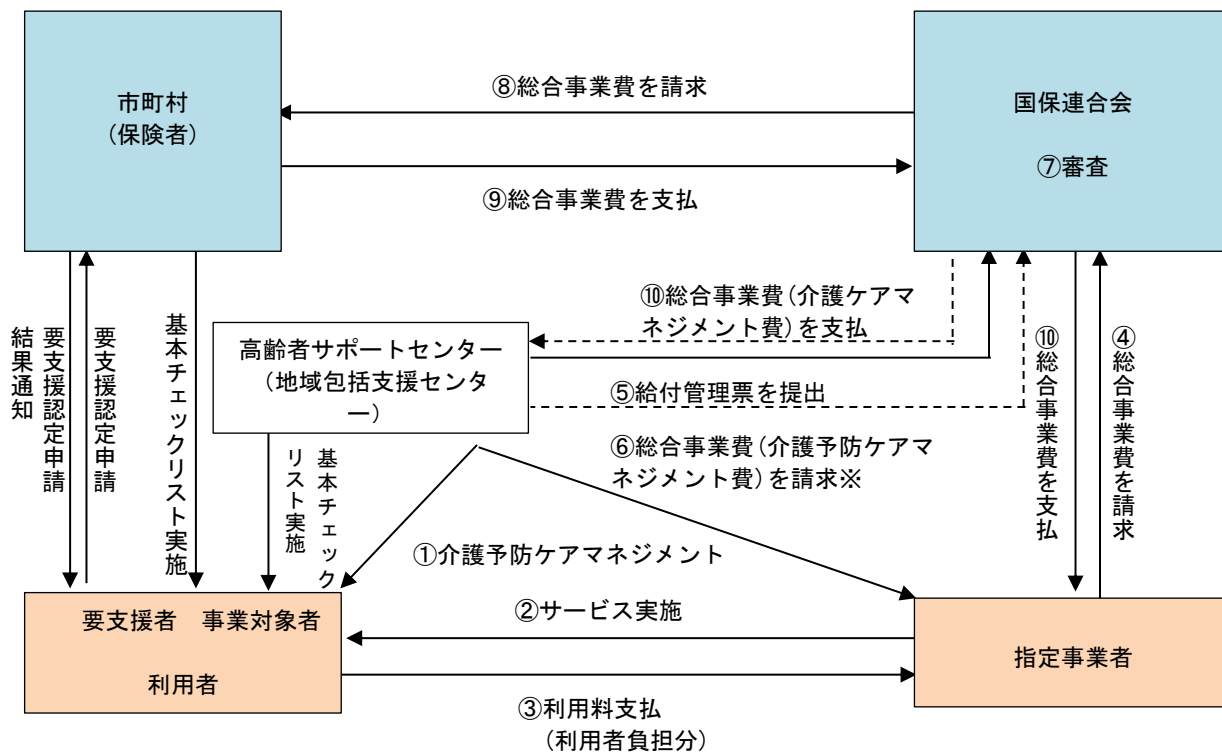 市町村
（保険者）
⑧総合事業費を請求
国保連合会
⑦審査
⑨総合事業費を支払
要支援認定申請
結果通知
要支援認定申請
基本チェックリスト実施
高齢者サポートセンター
（地域包括支援センタ
ー）
⑩総合事業費（介護ケアマ
ネジメント費）を支払
⑤給付管理票を提出
⑥総合事業費（介護予防ケアマ
ネジメント費）を請求※
⑩総合事業費を支払
④総合事業費を請求
基本チェック
リスト実施
①介護予防ケアマネジメント
②サービス実施
要支援者　事業対象者
利用者
指定事業者
③利用料支払
（利用者負担分）